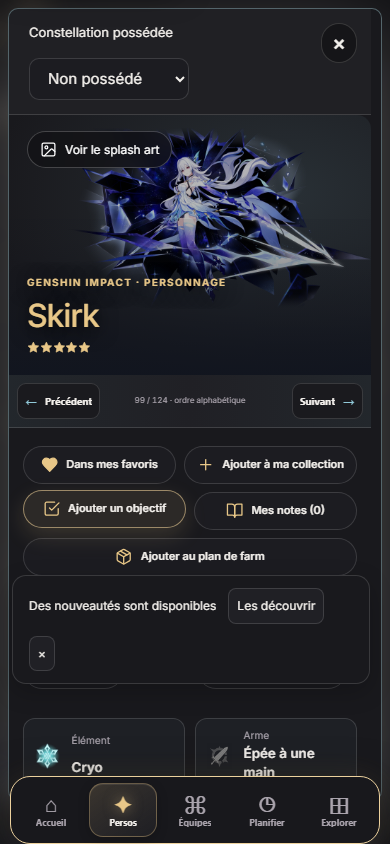 Constellation possédée
×
Non possédé
Voir le splash art
GENSHIN IMPACT · PERSONNAGE
Skirk
★★★★★
← Précédent
99 / 124 · ordre alphabétique
Suivant →
Dans mes favoris
+ Ajouter à ma collection
Ajouter un objectif
Mes notes (0)
Ajouter au plan de farm
Des nouveautés sont disponibles
Les découvrir
×
Élément
Cryo
Arme
Épée à une
main
Accueil
Persos
Équipes
Planifier
Explorer